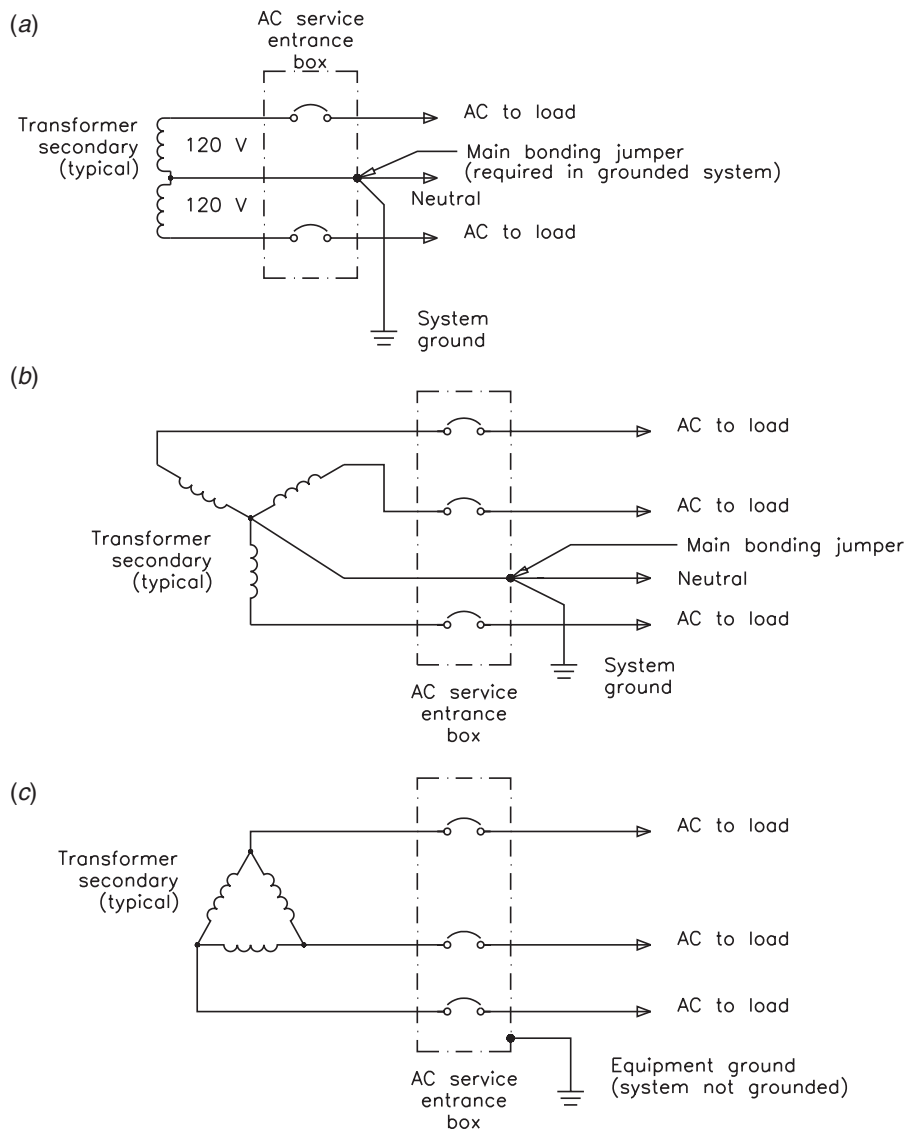 (a)
AC service
entrance
box
Transformer
secondary
(typical)
120 V
120 V
AC to load
Main bonding jumper
(required in grounded system)
Neutral
AC to load
System
ground
(b)
AC to load
AC to load
Transformer
secondary
(typical)
Main bonding jumper
Neutral
AC to load
System
ground
AC service
entrance
box
(c)
AC to load
Transformer
secondary
(typical)
AC to load
AC to load
Equipment ground
(system not grounded)
AC service
entrance
box